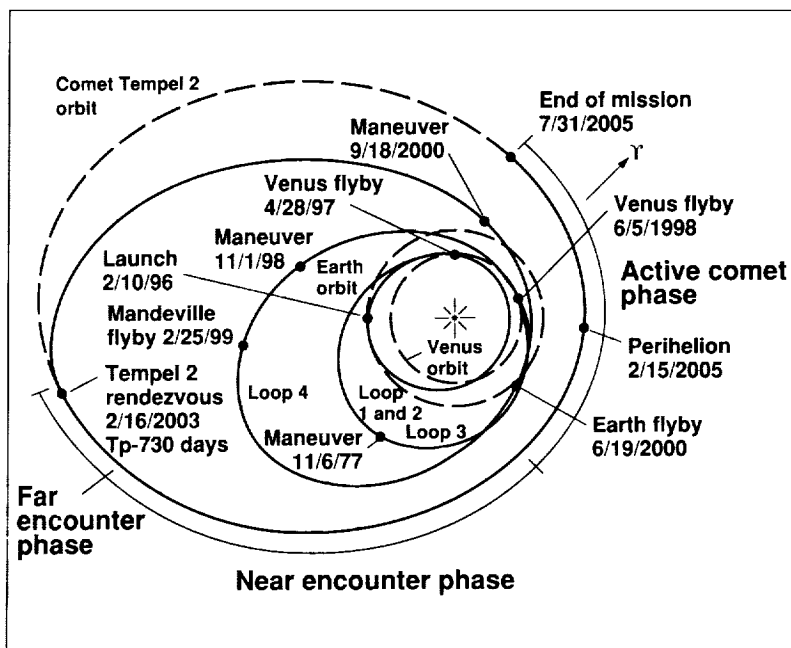 Comet Tempel 2
orbit
End of mission
7/31/2005
Maneuver
9/18/2000
♈
Venus flyby
4/28/97
Venus flyby
6/5/1998
Maneuver
11/1/98
Launch
2/10/96
Earth
orbit
Active comet
phase
Mandeville
flyby 2/25/99
Venus
orbit
Perihelion
2/15/2005
Tempel 2
rendezvous
2/16/2003
Tp-730 days
Loop 4
Loop
1 and 2
Loop 3
Earth flyby
6/19/2000
Maneuver
11/6/77
Far
encounter
phase
Near encounter phase